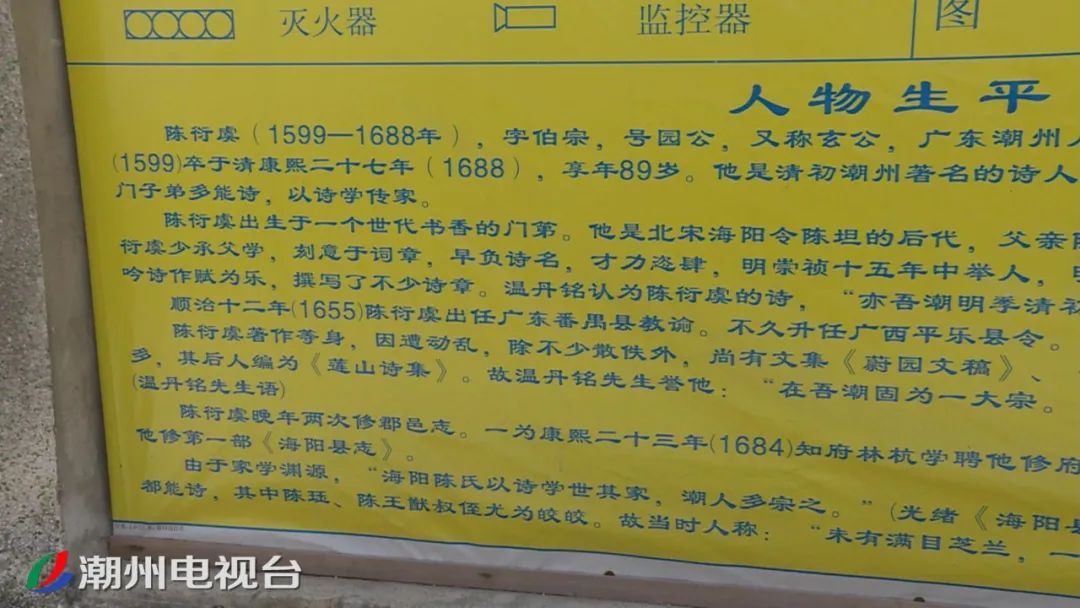 灭火器 监控器 图
人物生平
陈衍虞（1599—1688年），字伯宗，号园公，又称玄公，广东潮州人
(1599)卒于清康熙二十七年（1688），享年89岁。他是清初潮州著名的诗人
门子弟多能诗，以诗学传家。
陈衍虞出生于一个世代书香的门第。他是北宋海阳令陈坦的后代，父亲陈
衍虞少承父学，刻意于词章，早负诗名，才力恣肆，明崇祯十五年中举人，
吟诗作赋为乐，撰写了不少诗章。温丹铭认为陈衍虞的诗，“亦吾潮明季清初
顺治十二年(1655)陈衍虞出任广东番禺县教谕。不久升任广西平乐县令。
陈衍虞著作等身，因遭动乱，除不少散佚外，尚有文集《蔚园文稿》、
多，其后人编为《莲山诗集》。故温丹铭先生誉他：“在吾潮固为一大宗。
(温丹铭先生语)
陈衍虞晚年两次修郡邑志。一为康熙二十三年(1684)知府林杭学聘他修府
他修第一部《海阳县志》。
由于家学渊源，“海阳陈氏以诗学世其家，潮人多宗之。”(光绪《海阳县
都能诗，其中陈珏、陈王猷叔侄尤为皎皎。故当时人称：“未有满目芝兰，一
潮州电视台